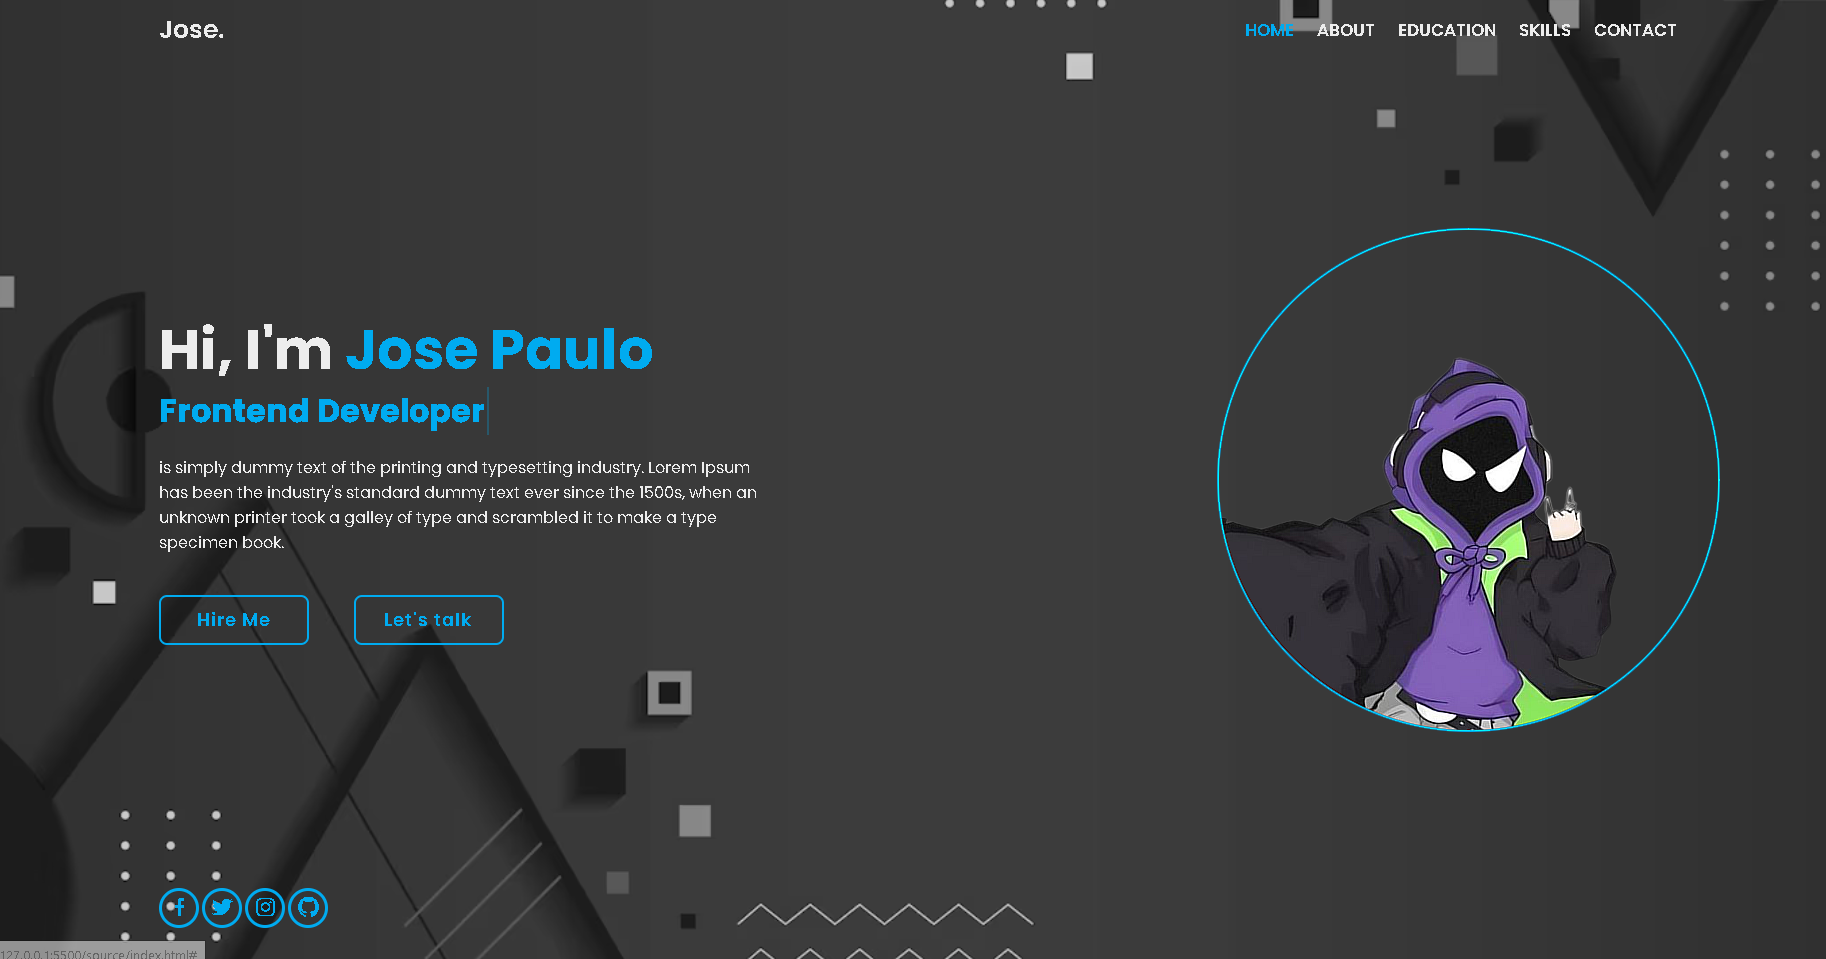 Jose.
HOME ABOUT EDUCATION SKILLS CONTACT
Hi, I'm Jose Paulo
Frontend Developer
is simply dummy text of the printing and typesetting industry. Lorem Ipsum
has been the industry's standard dummy text ever since the 1500s, when an
unknown printer took a galley of type and scrambled it to make a type
specimen book.
Hire Me Let's talk
127.0.0.1:5500/source/index.html#